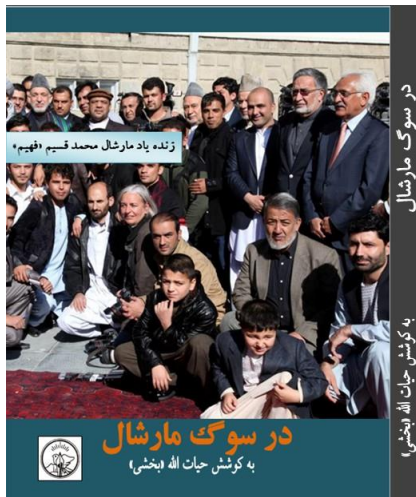 زنده یاد مارشال محمد قسیم «فهیم»
در سوگ مارشال
به کوشش حیات الله «بخشی»
در سوگ مارشال
به کوشش حیات الله «بخشی»